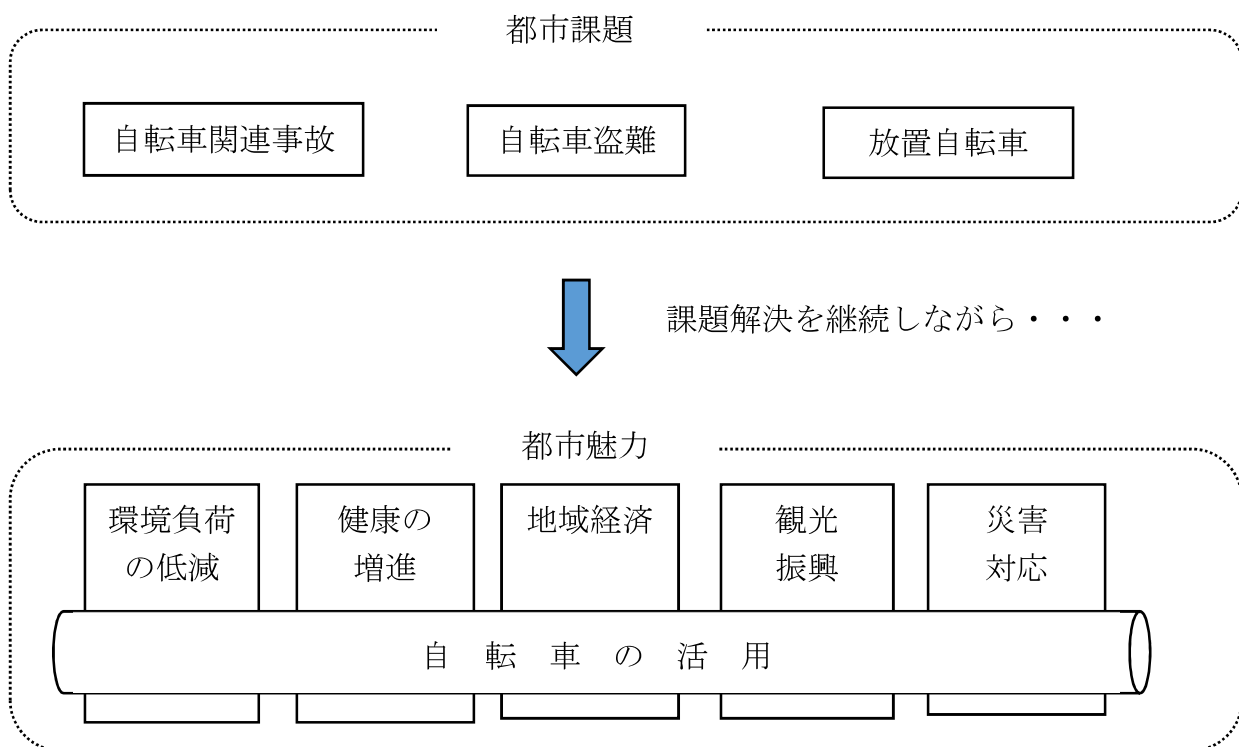 都市課題
自転車関連事故
自転車盗難
放置自転車
課題解決を継続しながら・・・
都市魅力
環境負荷
の低減
健康の
増進
地域経済
観光
振興
災害
対応
自転車の活用